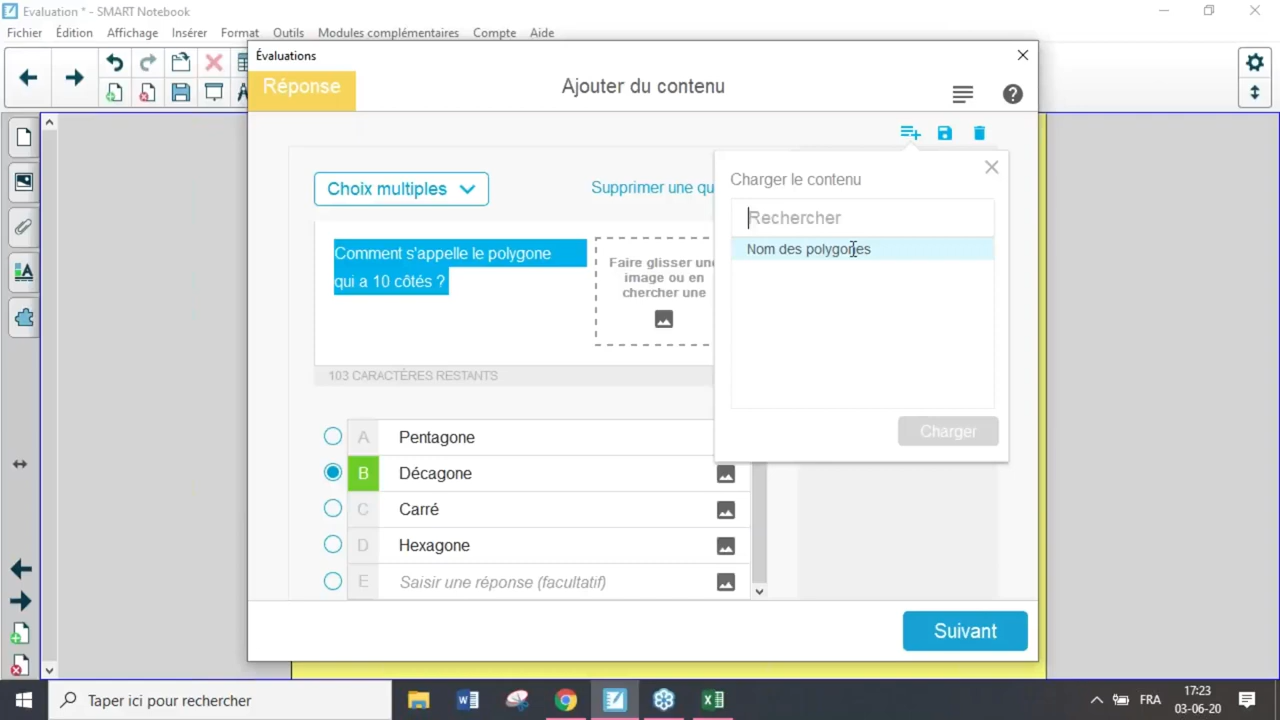 Evaluation * - SMART Notebook
Fichier Édition Affichage Insérer Format Outils Modules complémentaires Compte Aide
Évaluations
Réponse
Ajouter du contenu
Choix multiples
Supprimer une qu
Charger le contenu
Rechercher
Nom des polygones
Comment s'appelle le polygone
qui a 10 côtés ?
Faire glisser une
image ou en
chercher une
103 CARACTÈRES RESTANTS
Charger
A Pentagone
B Décagone
C Carré
D Hexagone
E Saisir une réponse (facultatif)
Suivant
Taper ici pour rechercher
FRA
17:23
03-06-20